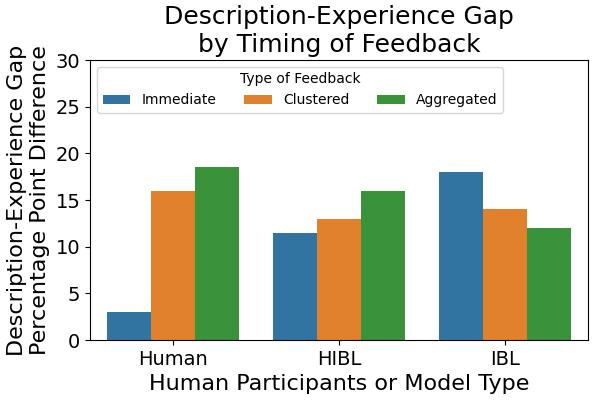 Description-Experience Gap
by Timing of Feedback
Description-Experience Gap
Percentage Point Difference
30
25
20
15
10
5
0
Type of Feedback
Immediate Clustered Aggregated
Human HIBL IBL
Human Participants or Model Type